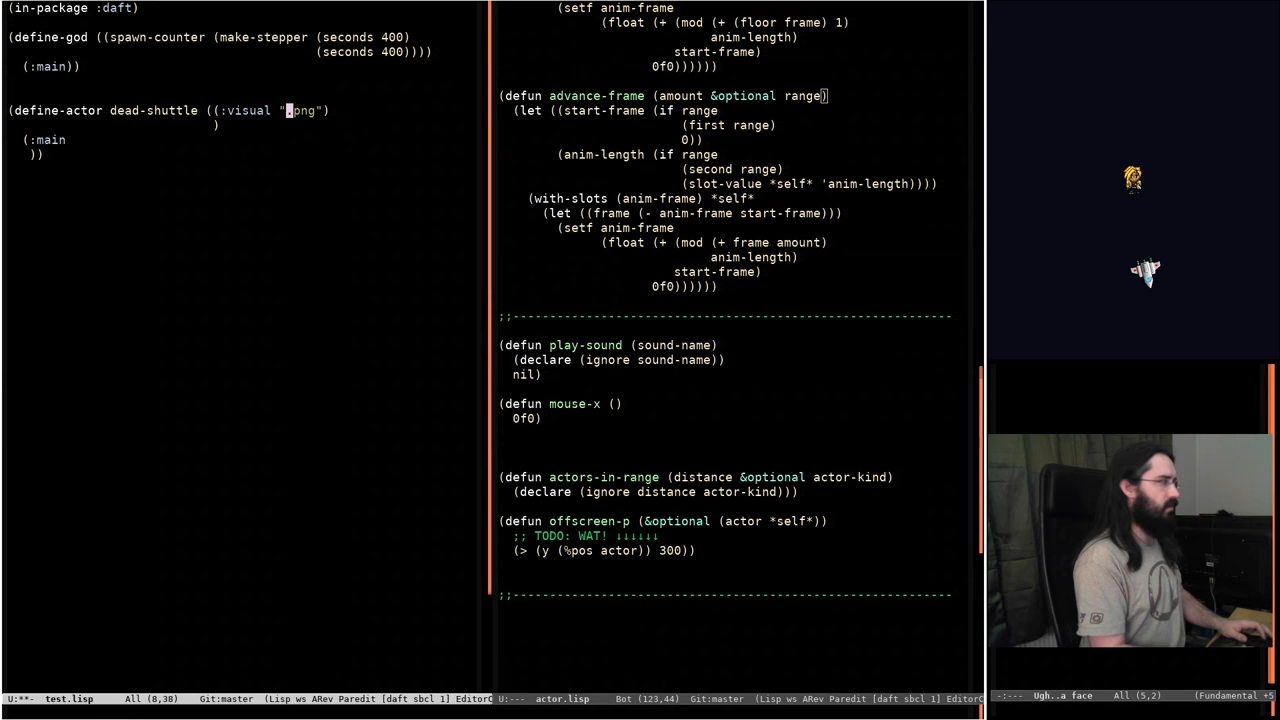 (in-package :daft)
(define-god ((spawn-counter (make-stepper (seconds 400)
(seconds 400))))
(:main))
(define-actor dead-shuttle ((:visual ".png")
)
(:main
))
U:**-  test.lisp  All (8,38)  Git:master  (Lisp ws ARev Paredit [daft sbcl 1] EditorC
(setf anim-frame
(float (+ (mod (+ (floor frame) 1)
anim-length)
start-frame)
0f0))))))
(defun advance-frame (amount &optional range)
(let ((start-frame (if range
(first range)
0))
(anim-length (if range
(second range)
(slot-value *self* 'anim-length))))
(with-slots (anim-frame) *self*
(let ((frame (- anim-frame start-frame)))
(setf anim-frame
(float (+ (mod (+ frame amount)
anim-length)
start-frame)
0f0))))))
;;------------------------------------------------------------
(defun play-sound (sound-name)
(declare (ignore sound-name))
nil)
(defun mouse-x ()
0f0)
(defun actors-in-range (distance &optional actor-kind)
(declare (ignore distance actor-kind)))
(defun offscreen-p (&optional (actor *self*))
;; TODO: WAT! ↓↓↓↓↓↓
(> (y (%pos actor)) 300))
;;------------------------------------------------------------
U:---  actor.lisp  Bot (123,44)  Git:master  (Lisp ws ARev Paredit [daft sbcl 1] EditorC
-:---  Ugh..a face  All (5,2)  (Fundamental +5